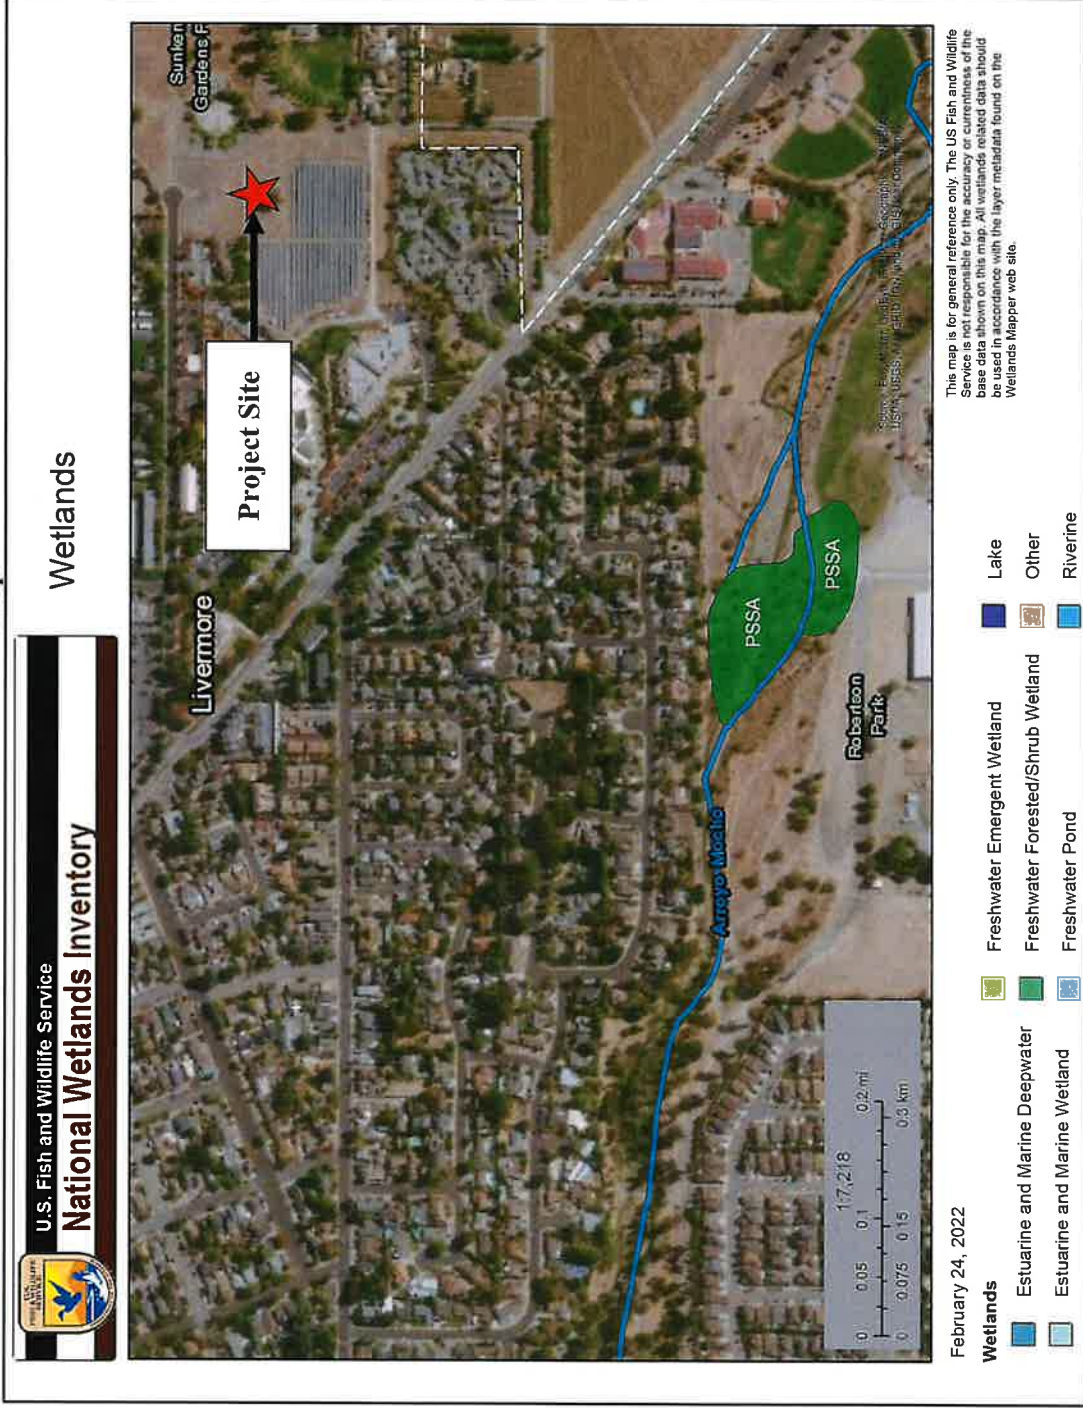 U.S. Fish and Wildlife Service
National Wetlands Inventory
Wetlands
Sunken
Gardens P
Project Site
Livermore
PSSA
PSSA
Robertson
Park
Arroyo Mocho
1:7,218
0 0.05 0.1 0.2 mi
0 0.075 0.15 0.3 km
February 24, 2022
This map is for general reference only. The US Fish and Wildlife
Service is not responsible for the accuracy or currentness of the
base data shown on this map. All wetlands related data should
be used in accordance with the layer metadata found on the
Wetlands Mapper web site.
Wetlands
Estuarine and Marine Deepwater
Estuarine and Marine Wetland
Freshwater Emergent Wetland
Freshwater Forested/Shrub Wetland
Freshwater Pond
Lake
Other
Riverine